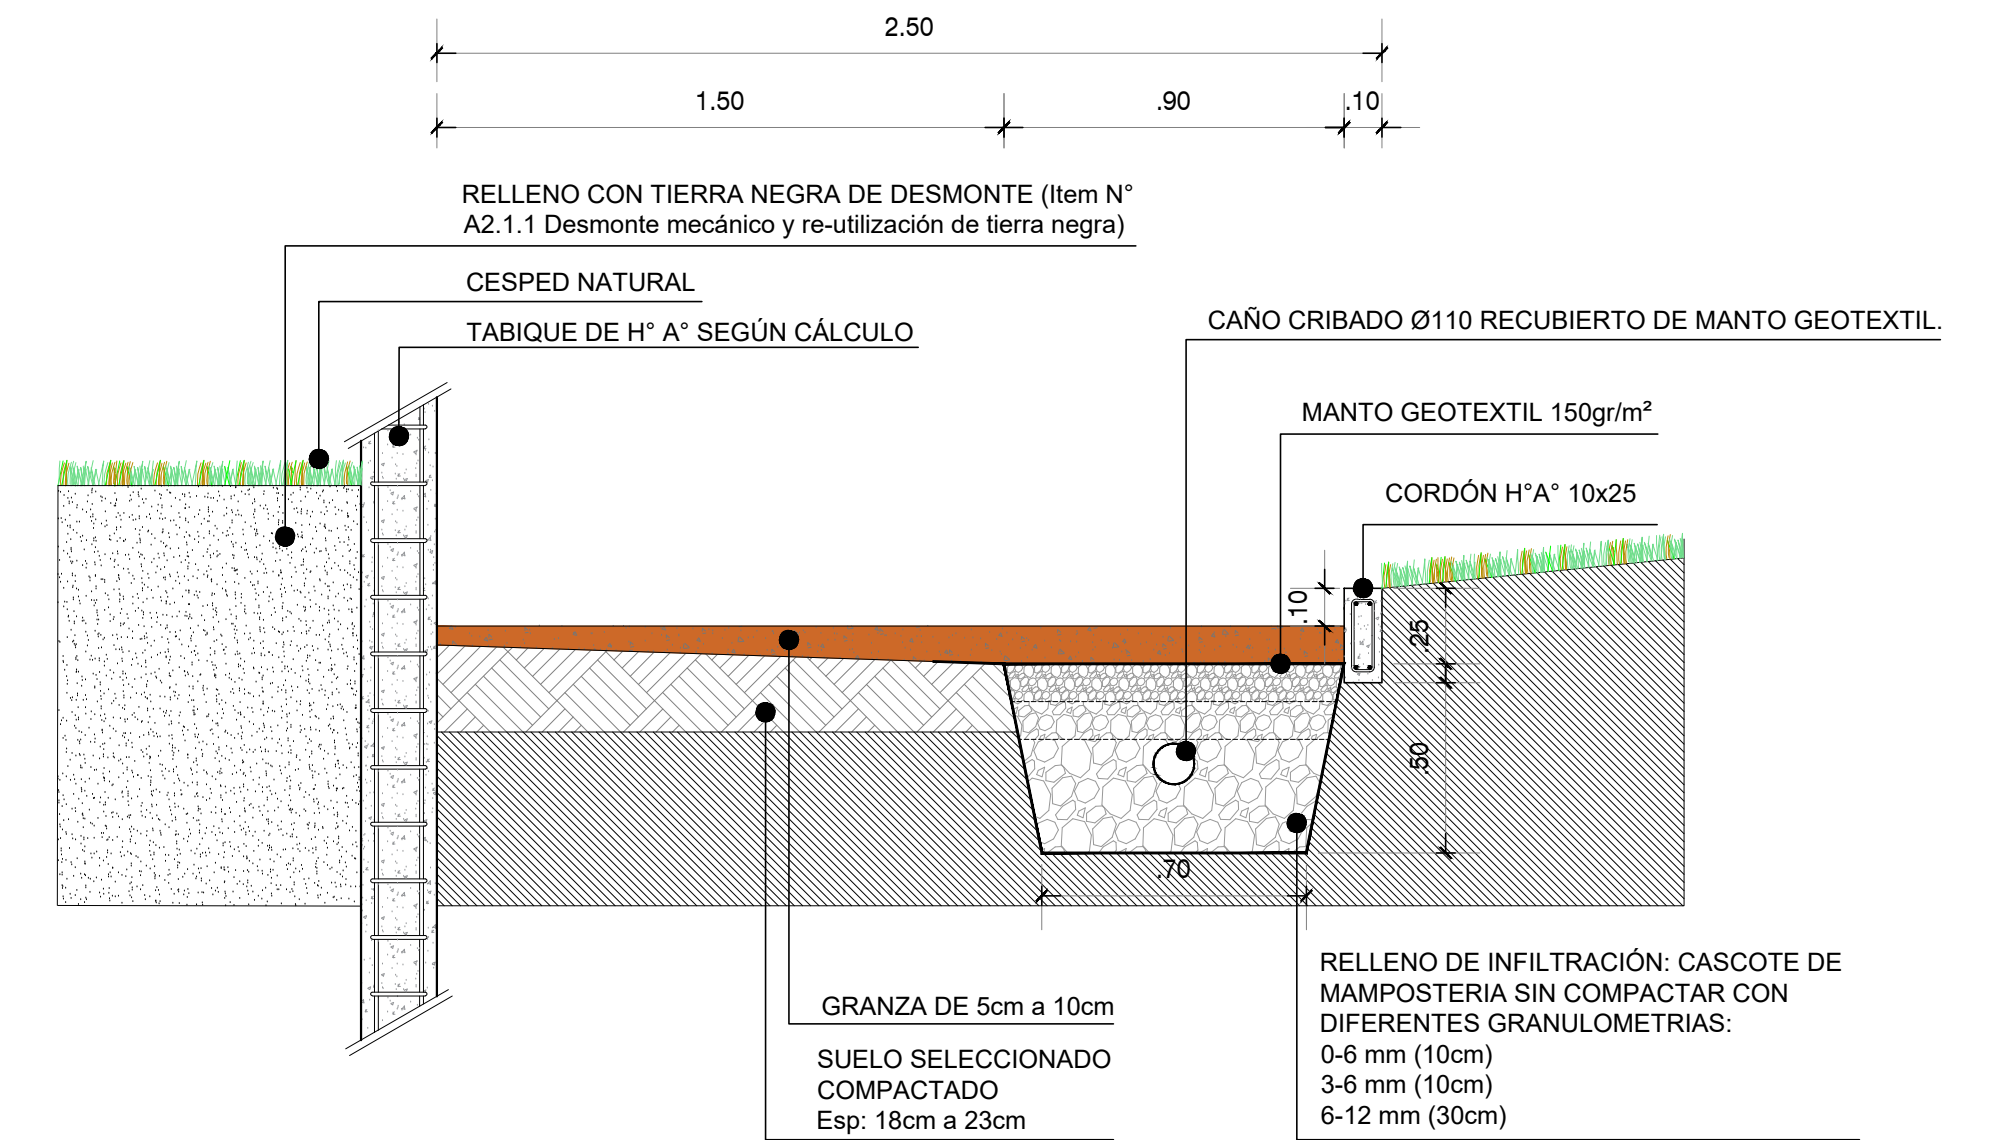 2.50
1.50
.90
.10
RELLENO CON TIERRA NEGRA DE DESMONTE (Item N°
A2.1.1 Desmonte mecánico y re-utilización de tierra negra)
CESPED NATURAL
TABIQUE DE H° A° SEGÚN CÁLCULO
CAÑO CRIBADO Ø110 RECUBIERTO DE MANTO GEOTEXTIL.
MANTO GEOTEXTIL 150gr/m²
CORDÓN H°A° 10x25
.10
.25
.50
.70
GRANZA DE 5cm a 10cm
SUELO SELECCIONADO
COMPACTADO
Esp: 18cm a 23cm
RELLENO DE INFILTRACIÓN: CASCOTE DE
MAMPOSTERIA SIN COMPACTAR CON
DIFERENTES GRANULOMETRIAS:
0-6 mm (10cm)
3-6 mm (10cm)
6-12 mm (30cm)